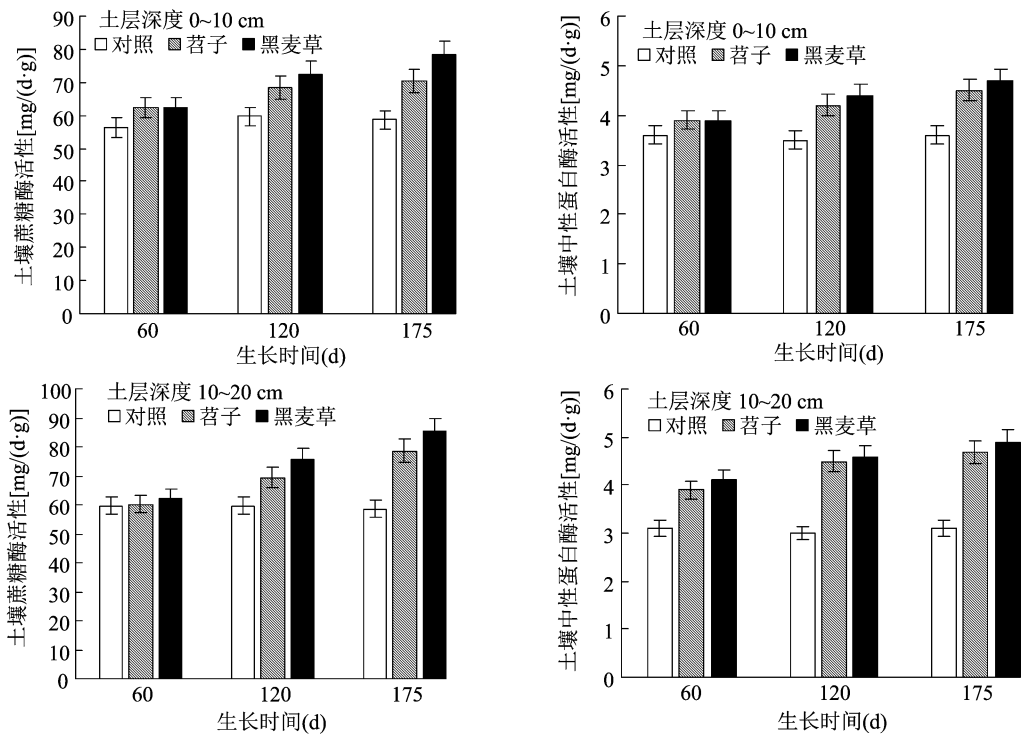 土层深度 0~10 cm
对照 苕子 黑麦草
土壤蔗糖酶活性[mg/(d·g)]
90
80
70
60
50
40
30
20
10
0
60 120 175
生长时间(d)
土层深度 0~10 cm
对照 苕子 黑麦草
土壤中性蛋白酶活性[mg/(d·g)]
6
5
4
3
2
1
0
60 120 175
生长时间(d)
土层深度 10~20 cm
对照 苕子 黑麦草
土壤蔗糖酶活性[mg/(d·g)]
100
90
80
70
60
50
40
30
20
10
0
60 120 175
生长时间(d)
土层深度 10~20 cm
对照 苕子 黑麦草
土壤中性蛋白酶活性[mg/(d·g)]
6
5
4
3
2
1
0
60 120 175
生长时间(d)